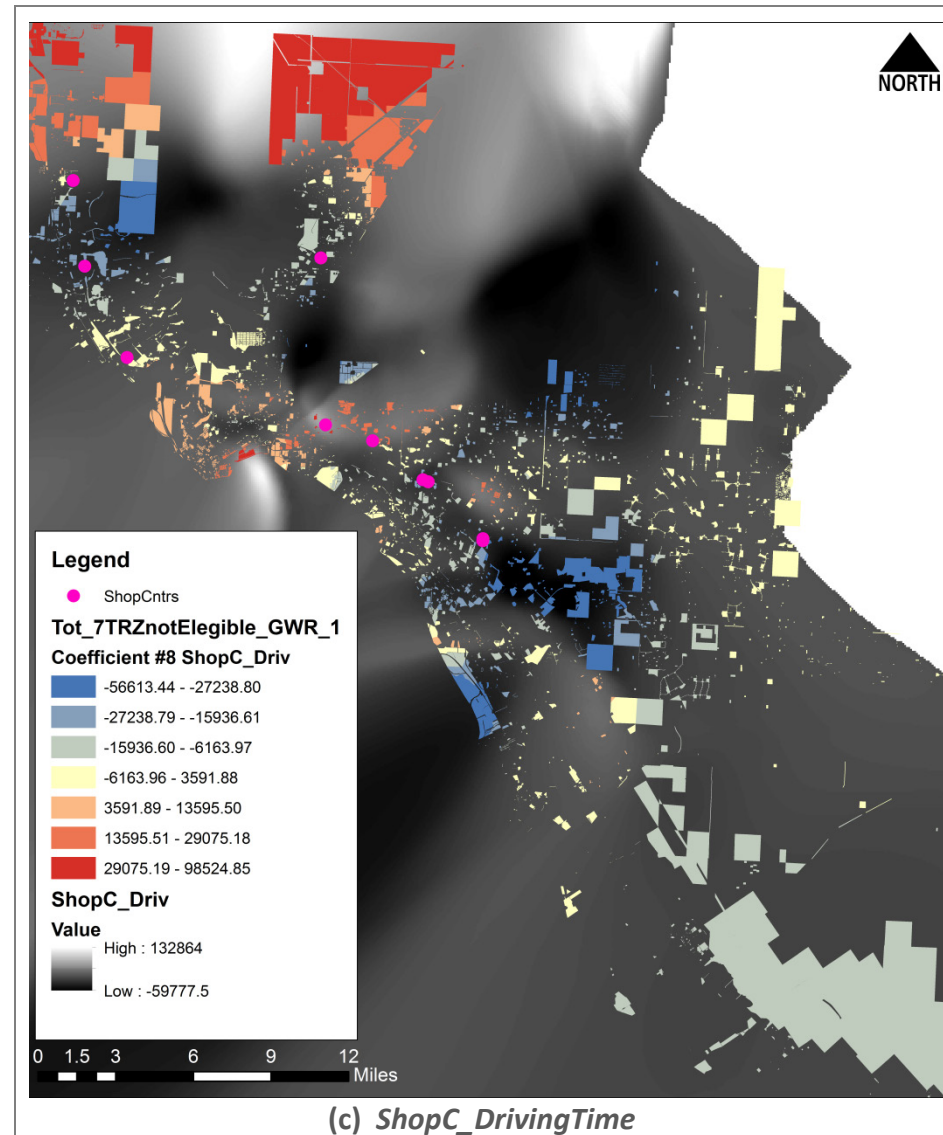 NORTH
Legend
ShopCntrs
Tot_7TRZnotElegible_GWR_1
Coefficient #8 ShopC_Driv
-56613.44 - -27238.80
-27238.79 - -15936.61
-15936.60 - -6163.97
-6163.96 - 3591.88
3591.89 - 13595.50
13595.51 - 29075.18
29075.19 - 98524.85
ShopC_Driv
Value
High : 132864
Low : -59777.5
0 1.5 3 6 9 12
Miles
(c) ShopC_DrivingTime